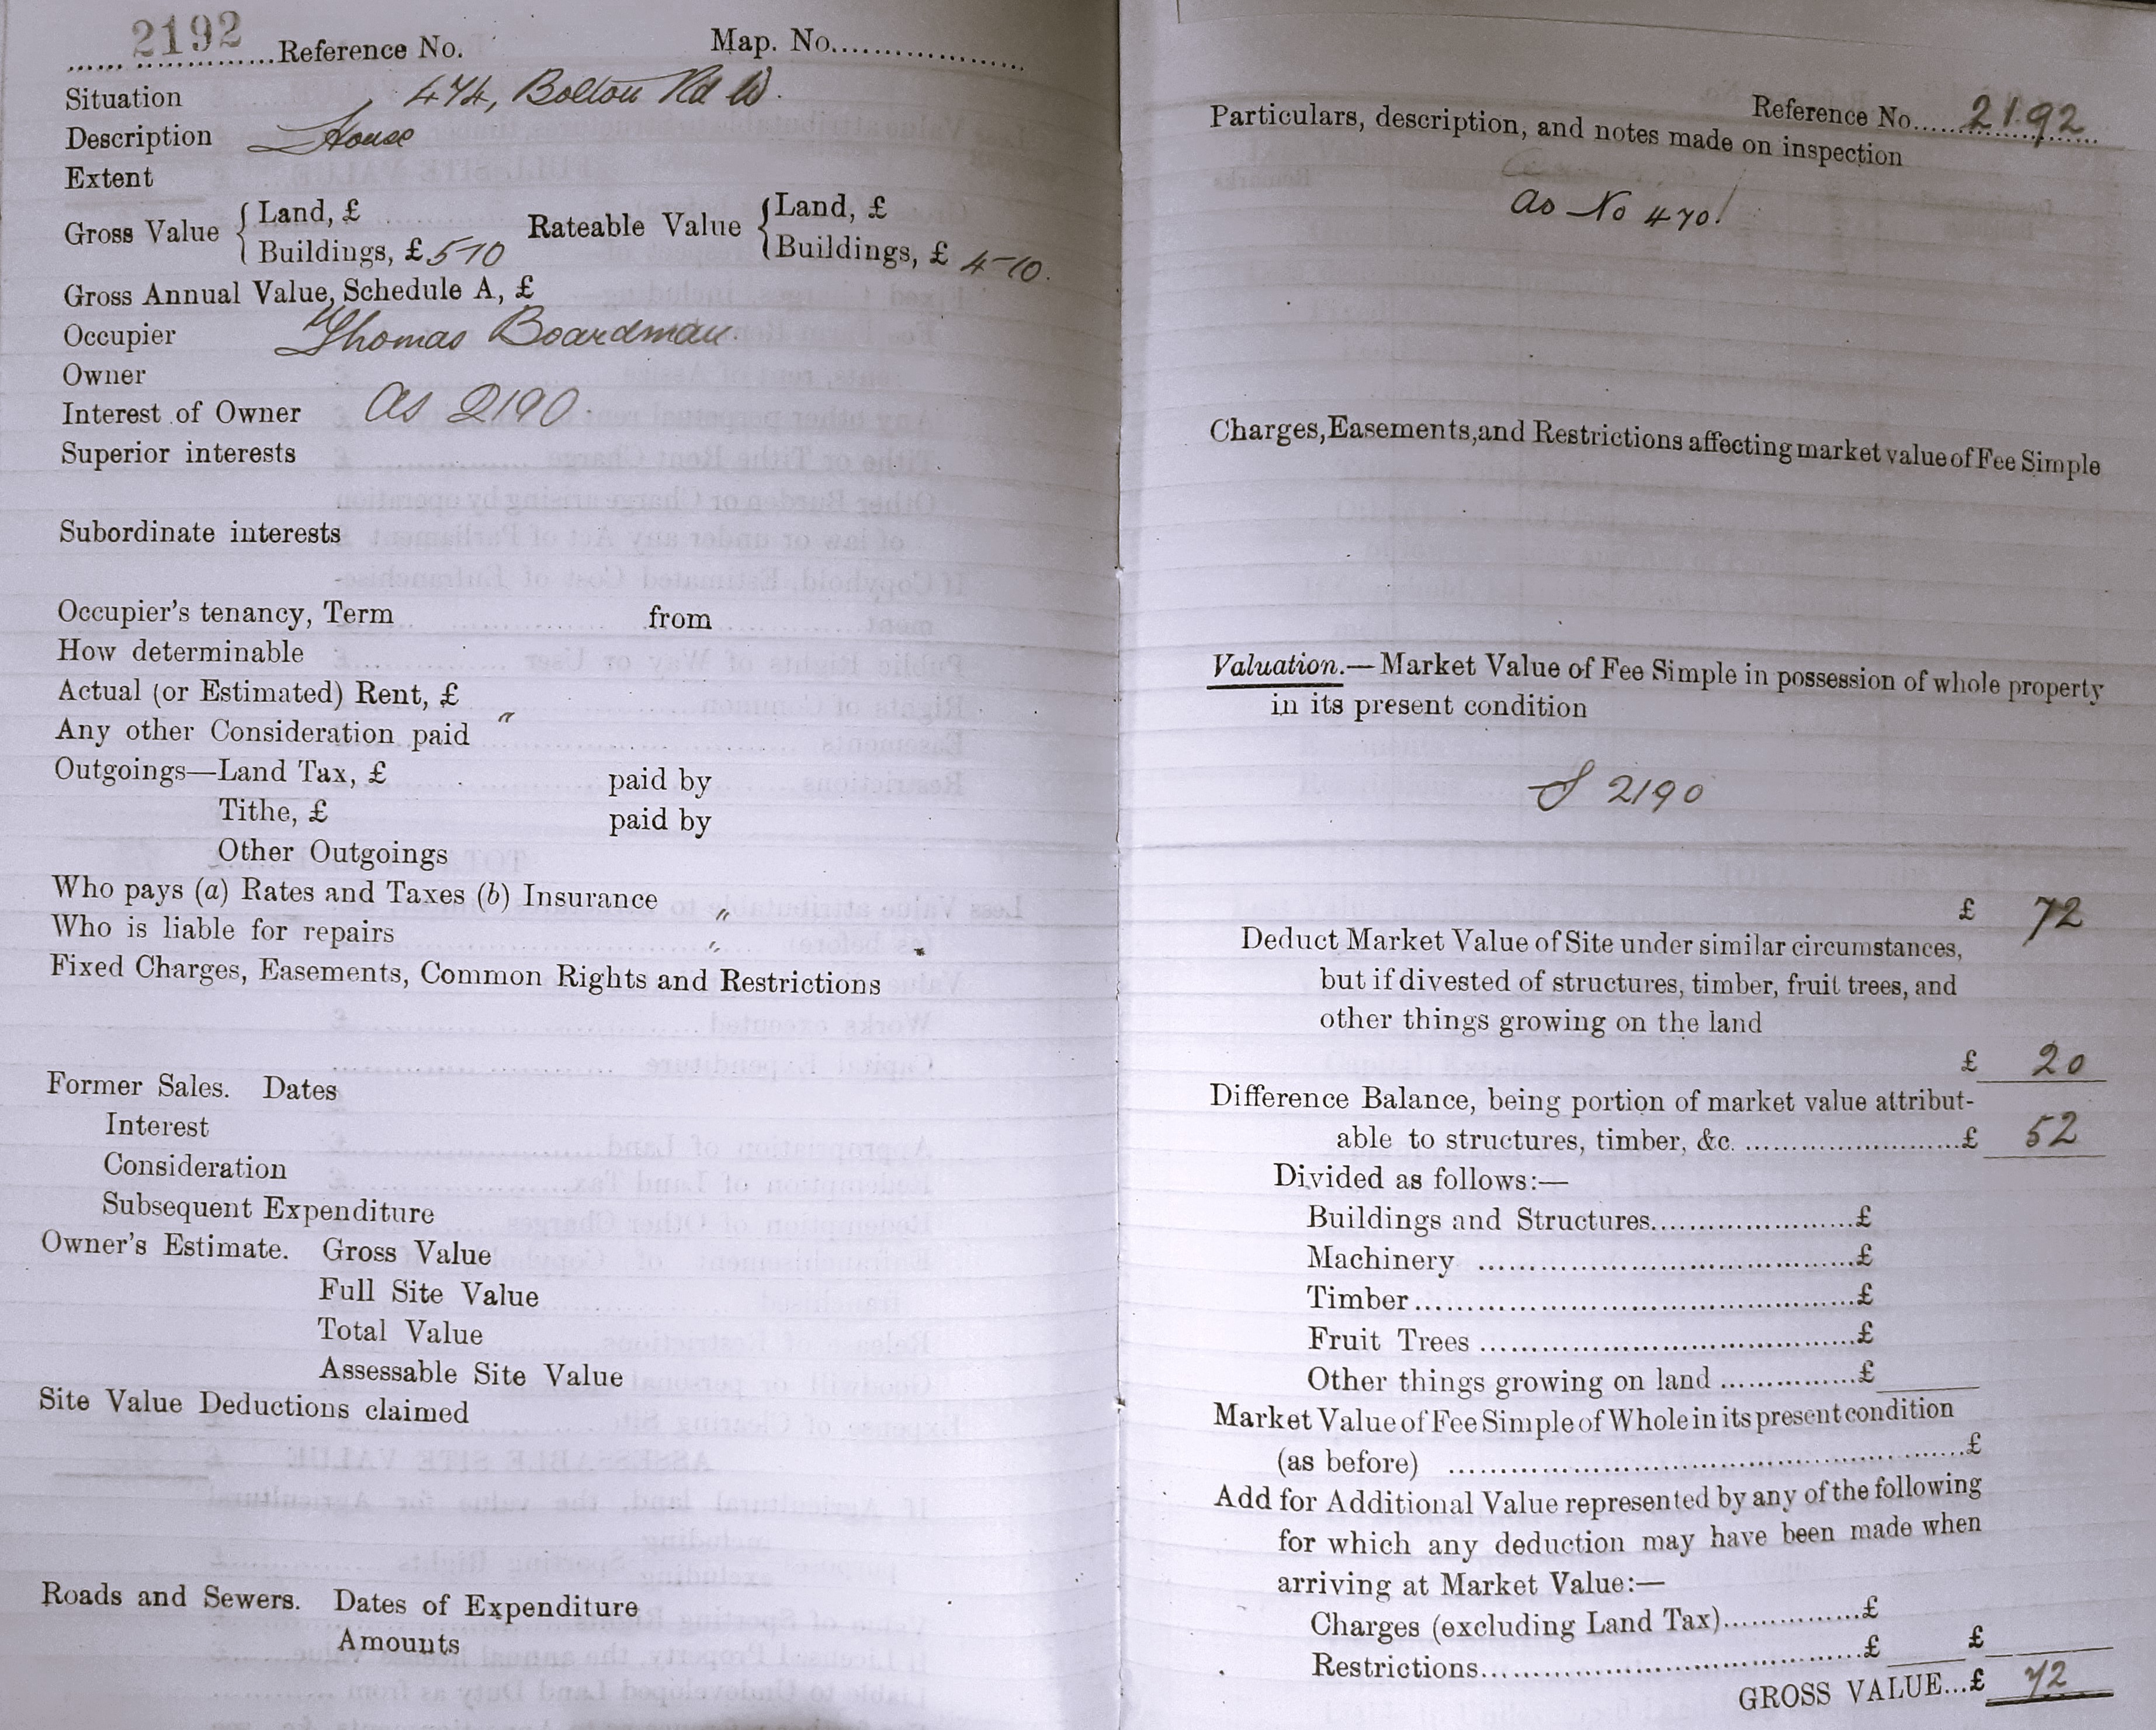 2192
...... ...............Reference No.
Map. No.....................
Situation 474, Bolton Rd W.
Description House
Extent
Gross Value { Land, £
Buildings, £ 5-10
Rateable Value { Land, £
Buildings, £ 4-10.
Gross Annual Value, Schedule A, £
Occupier Thomas Boardman.
Owner
Interest of Owner As 2190.
Superior interests
Subordinate interests
Occupier's tenancy, Term from
How determinable
Actual (or Estimated) Rent, £
"
Any other Consideration paid
Outgoings—Land Tax, £ paid by
Tithe, £ paid by
Other Outgoings
Who pays (a) Rates and Taxes (b) Insurance "
Who is liable for repairs "
Fixed Charges, Easements, Common Rights and Restrictions
Former Sales. Dates
Interest
Consideration
Subsequent Expenditure
Owner's Estimate. Gross Value
Full Site Value
Total Value
Assessable Site Value
Site Value Deductions claimed
Roads and Sewers. Dates of Expenditure
Amounts
Reference No. 2192
Particulars, description, and notes made on inspection
as No 470.
Charges, Easements, and Restrictions affecting market value of Fee Simple
Valuation.—Market Value of Fee Simple in possession of whole property
in its present condition
2190
£ 72
Deduct Market Value of Site under similar circumstances,
but if divested of structures, timber, fruit trees, and
other things growing on the land
£ 20
Difference Balance, being portion of market value attribut-
able to structures, timber, &c. ........................£ 52
Divided as follows:—
Buildings and Structures......................£
Machinery ........................................£
Timber...............................................£
Fruit Trees ........................................£
Other things growing on land ...............£
Market Value of Fee Simple of Whole in its present condition
(as before) .......................................................£
Add for Additional Value represented by any of the following
for which any deduction may have been made when
arriving at Market Value:—
Charges (excluding Land Tax)...............£
Restrictions..........................................£ £
GROSS VALUE...£ 72